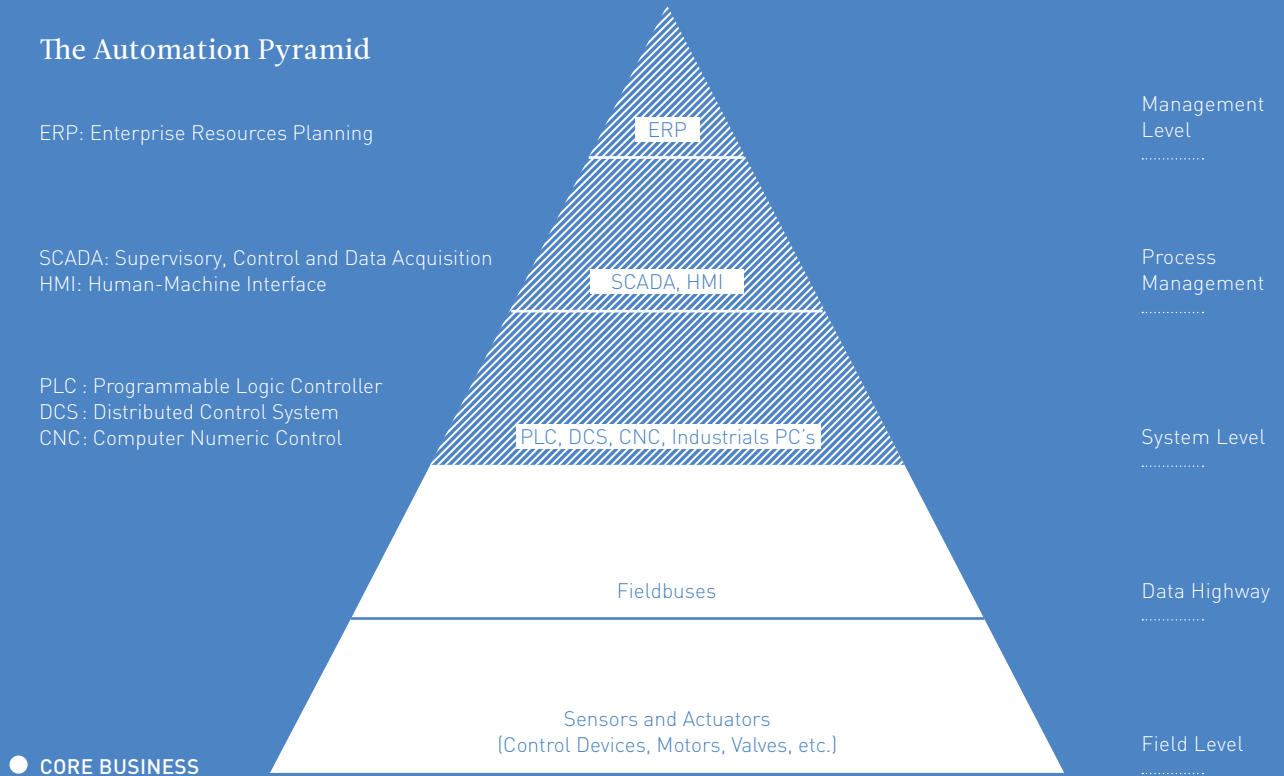 The Automation Pyramid
ERP: Enterprise Resources Planning
ERP
Management
Level
SCADA: Supervisory, Control and Data Acquisition
HMI: Human-Machine Interface
SCADA, HMI
Process
Management
PLC : Programmable Logic Controller
DCS : Distributed Control System
CNC : Computer Numeric Control
PLC, DCS, CNC, Industrials PC's
System Level
Fieldbuses
Data Highway
Sensors and Actuators
(Control Devices, Motors, Valves, etc.)
Field Level
CORE BUSINESS